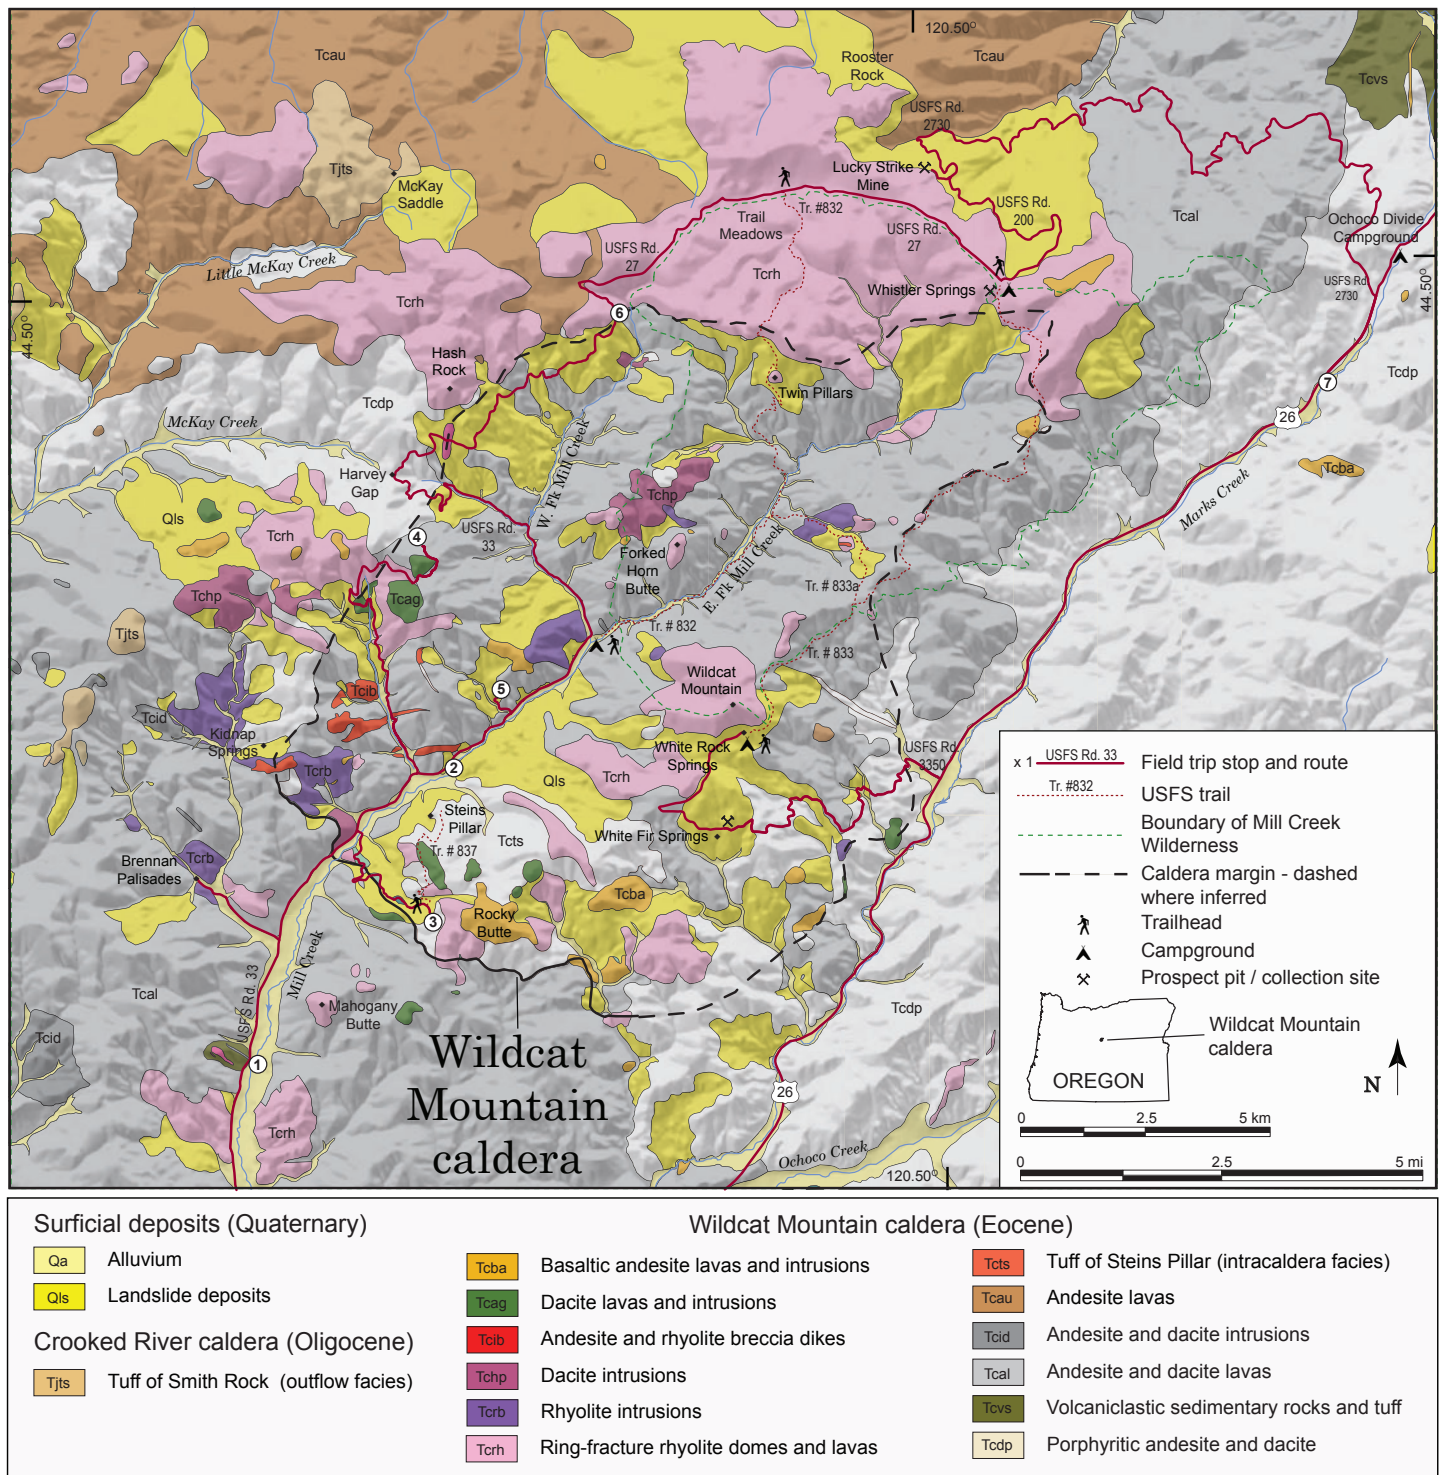 120.50°
Tcau
Rooster
Rock
Tcau
Tcvs
USFS Rd.
2730
Tjts
McKay
Saddle
Lucky Strike
Mine
Trail
Meadows
Tr. #832
USFS Rd.
27
USFS Rd.
200
Tcal
Ochoco Divide
Campground
USFS Rd.
27
Little McKay Creek
Tcrh
Tcrh
Whistler Springs
USFS Rd.
2730
44.50°
44.50°
6
Hash
Rock
Tcdp
Twin Pillars
Tcdp
7
26
McKay Creek
Harvey
Gap
W. Fk Mill Creek
Tcba
Marks Creek
Qls
Tcrh
4
USFS Rd.
33
Tchp
Forked
Horn
Butte
E. Fk Mill Creek
Tchp
Tcag
Tr. # 833a
Tjts
Tr. # 832
Tr. # 833
Wildcat
Mountain
Tcib
5
Tcid
Kidnap
Springs
White Rock
Springs
USFS Rd.
3350
2
Tcrb
Qls
Tcrh
Steins
Pillar
Tcts
White Fir Springs
Tr. # 837
Brennan
Palisades
Tcrb
Tcba
3
Rocky
Butte
USFS Rd. 33
Mill Creek
Tcal
Mahogany
Butte
Tcdp
Tcid
1
Wildcat
Mountain
caldera
26
Tcrh
Ochoco Creek
120.50°
x 1 USFS Rd. 33 Field trip stop and route
Tr. #832 USFS trail
Boundary of Mill Creek
Wilderness
Caldera margin - dashed
where inferred
Trailhead
Campground
Prospect pit / collection site
Wildcat Mountain
caldera
OREGON
N
0 2.5 5 km
0 2.5 5 mi
Surficial deposits (Quaternary)
Qa Alluvium
Qls Landslide deposits
Crooked River caldera (Oligocene)
Tjts Tuff of Smith Rock (outflow facies)
Wildcat Mountain caldera (Eocene)
Tcba Basaltic andesite lavas and intrusions
Tcag Dacite lavas and intrusions
Tcib Andesite and rhyolite breccia dikes
Tchp Dacite intrusions
Tcrb Rhyolite intrusions
Tcrh Ring-fracture rhyolite domes and lavas
Tcts Tuff of Steins Pillar (intracaldera facies)
Tcau Andesite lavas
Tcid Andesite and dacite intrusions
Tcal Andesite and dacite lavas
Tcvs Volcaniclastic sedimentary rocks and tuff
Tcdp Porphyritic andesite and dacite